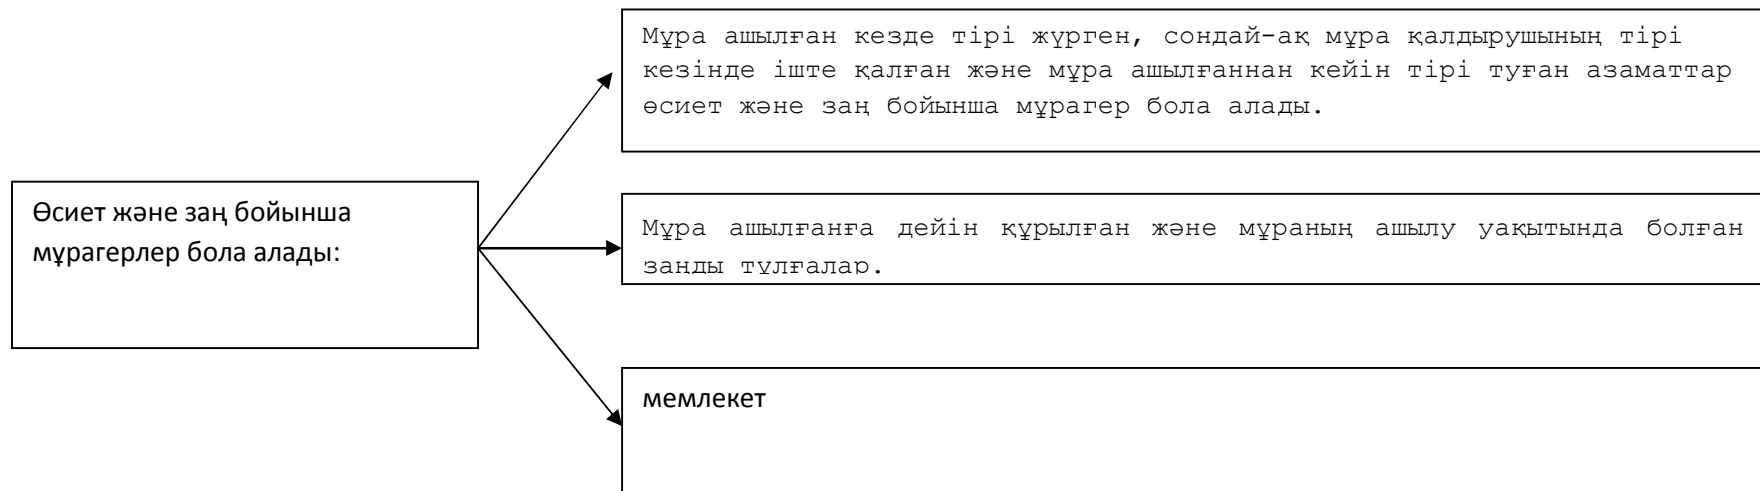 Мұра ашылған кезде тірі жүрген, сондай-ақ мұра қалдырушының тірі
кезінде іште қалған және мұра ашылғаннан кейін тірі туған азаматтар
өсиет және заң бойынша мұрагер бола алады.
Өсиет және заң бойынша
мұрагерлер бола алады:
Мұра ашылғанға дейін құрылған және мұраның ашылу уақытында болған
заңды тұлғалар.
мемлекет